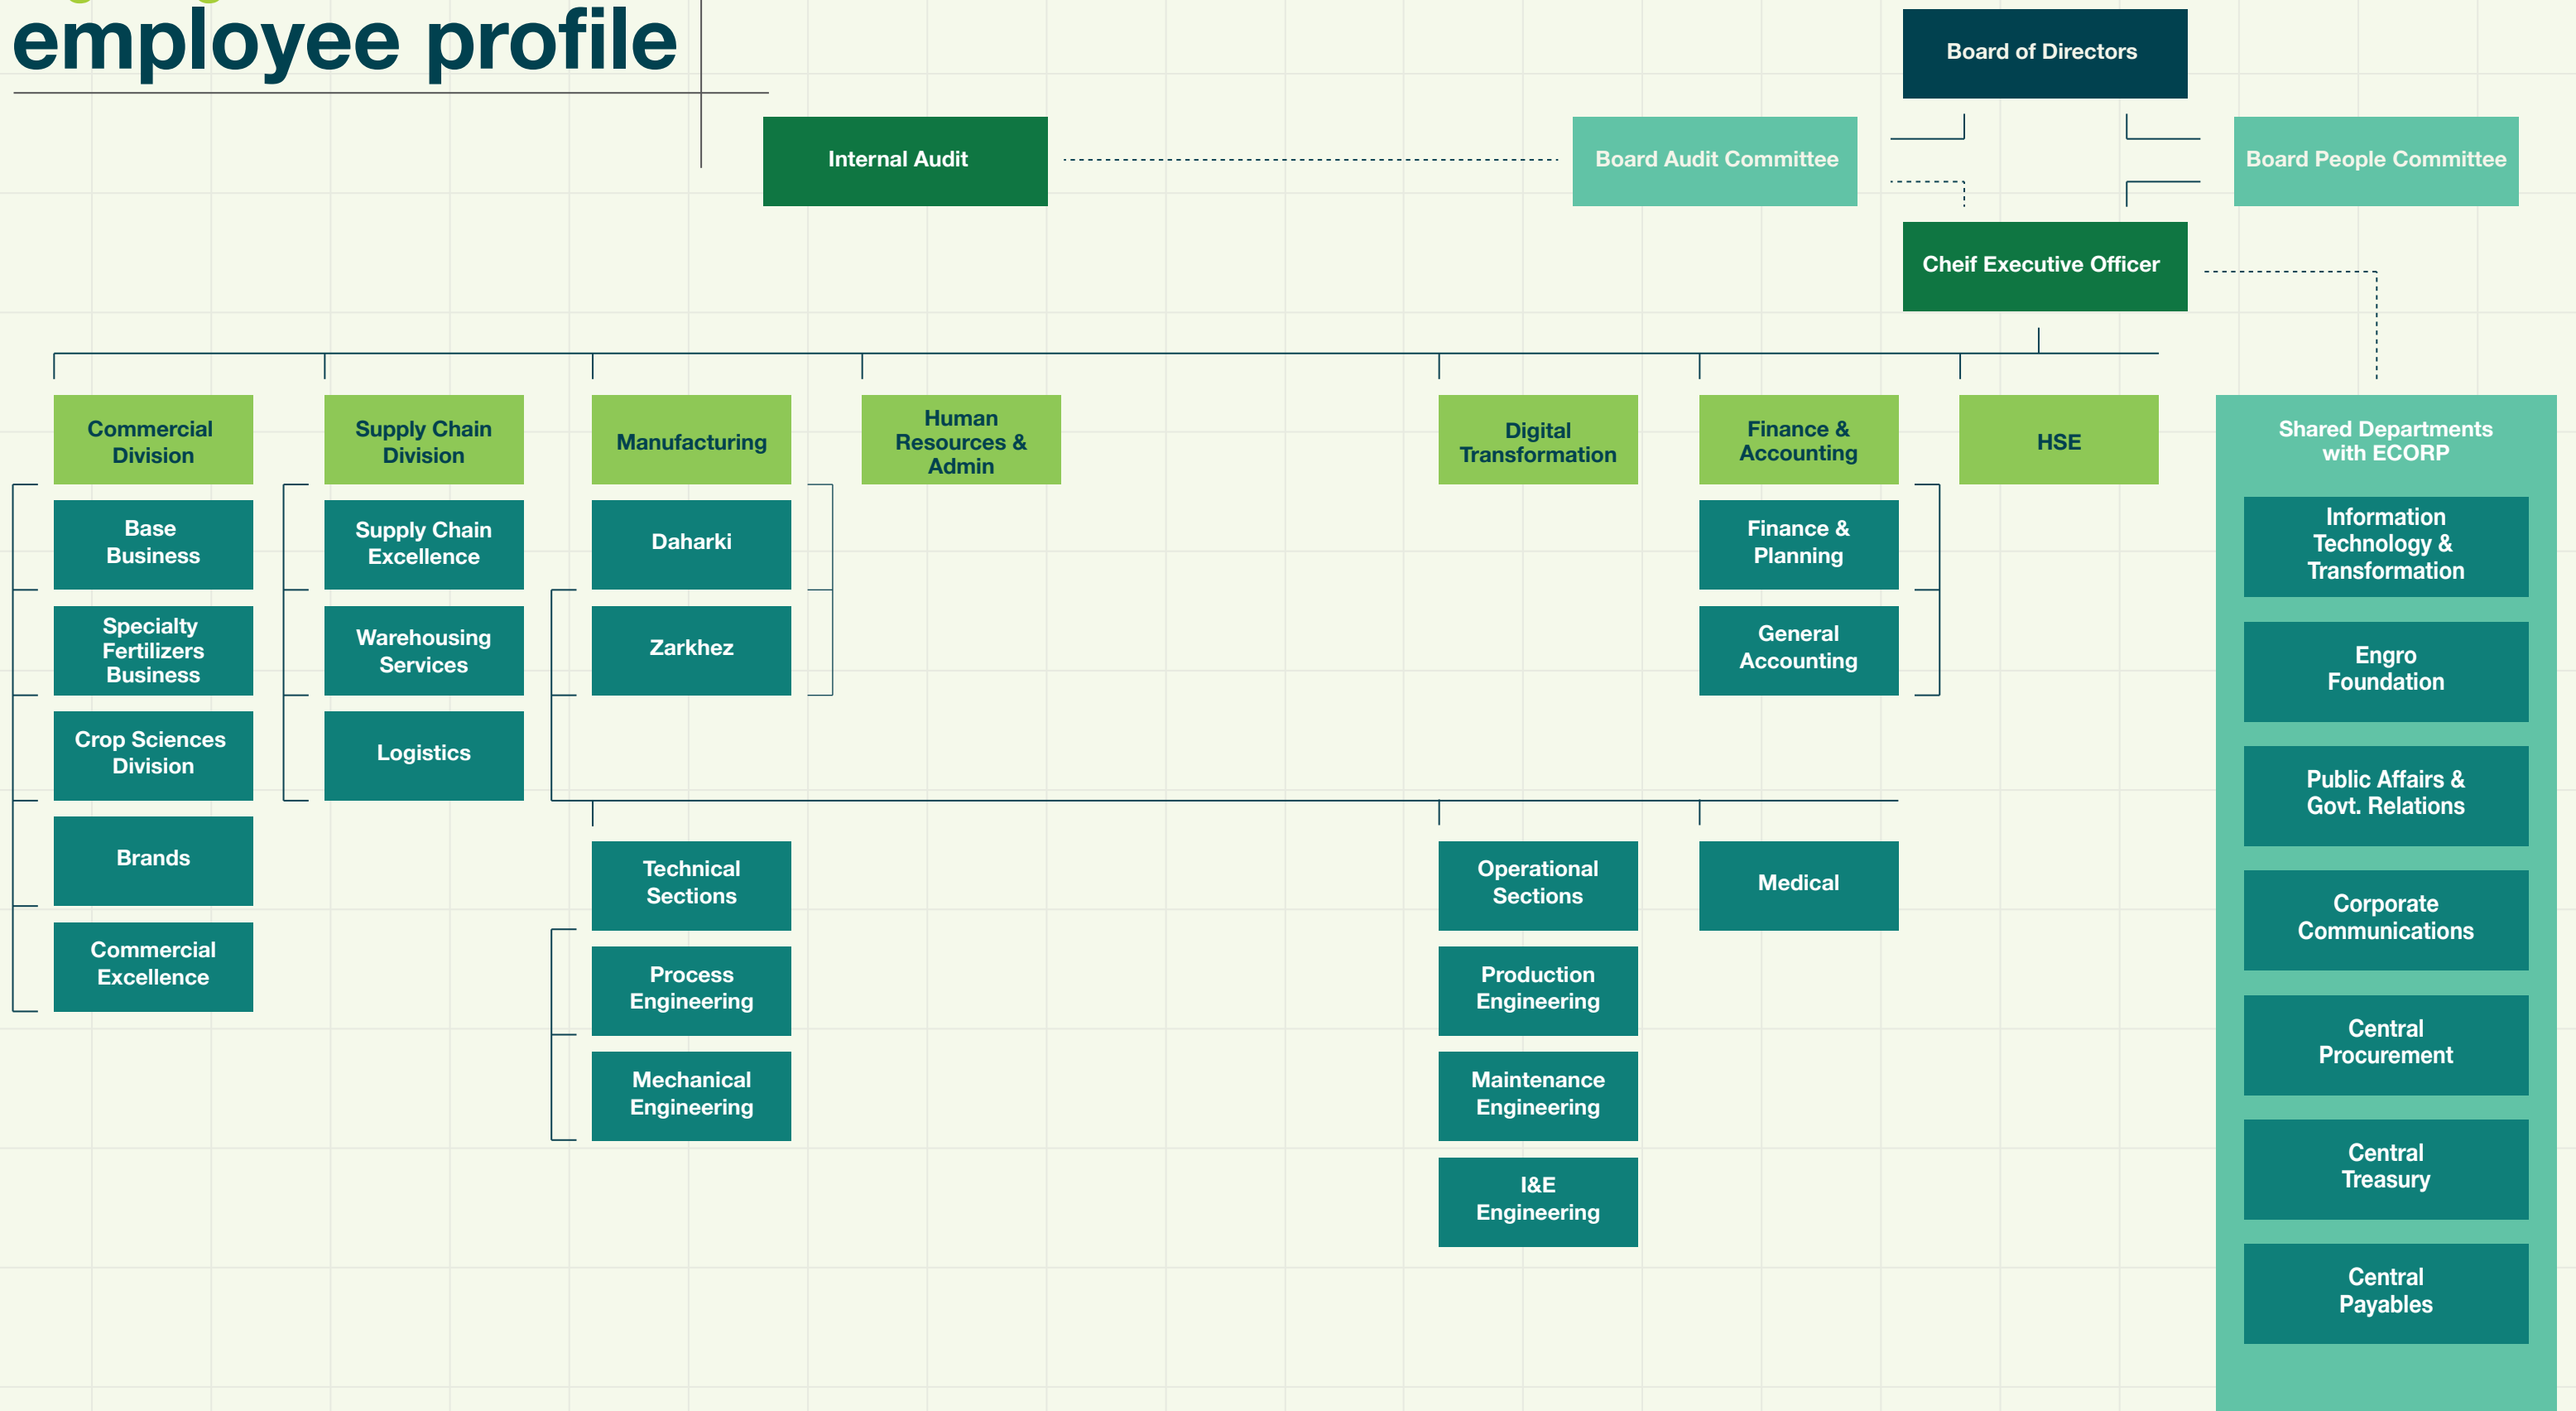 employee profile
Board of Directors
Internal Audit
Board Audit Committee
Board People Committee
Cheif Executive Officer
Commercial
Division
Supply Chain
Division
Manufacturing
Human
Resources &
Admin
Digital
Transformation
Finance &
Accounting
HSE
Shared Departments
with ECORP
Base
Business
Specialty
Fertilizers
Business
Crop Sciences
Division
Brands
Commercial
Excellence
Supply Chain
Excellence
Warehousing
Services
Logistics
Daharki
Zarkhez
Finance &
Planning
General
Accounting
Technical
Sections
Process
Engineering
Mechanical
Engineering
Operational
Sections
Production
Engineering
Maintenance
Engineering
I&E
Engineering
Medical
Information
Technology &
Transformation
Engro
Foundation
Public Affairs &
Govt. Relations
Corporate
Communications
Central
Procurement
Central
Treasury
Central
Payables